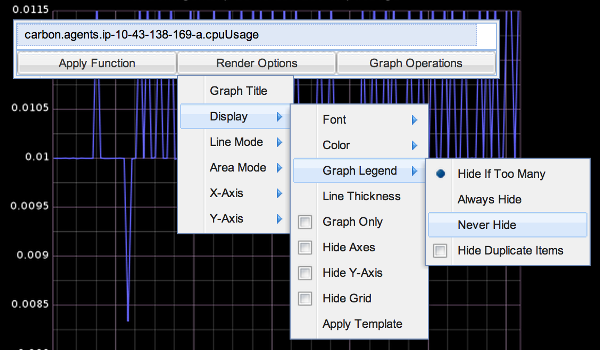 0.0115
carbon.agents.ip-10-43-138-169-a.cpuUsage
Apply Function
Render Options
Graph Operations
0.0105
0.01
0.0095
0.009
0.0085
Graph Title
Display
Line Mode
Area Mode
X-Axis
Y-Axis
Font
Color
Graph Legend
Line Thickness
Graph Only
Hide Axes
Hide Y-Axis
Hide Grid
Apply Template
Hide If Too Many
Always Hide
Never Hide
Hide Duplicate Items